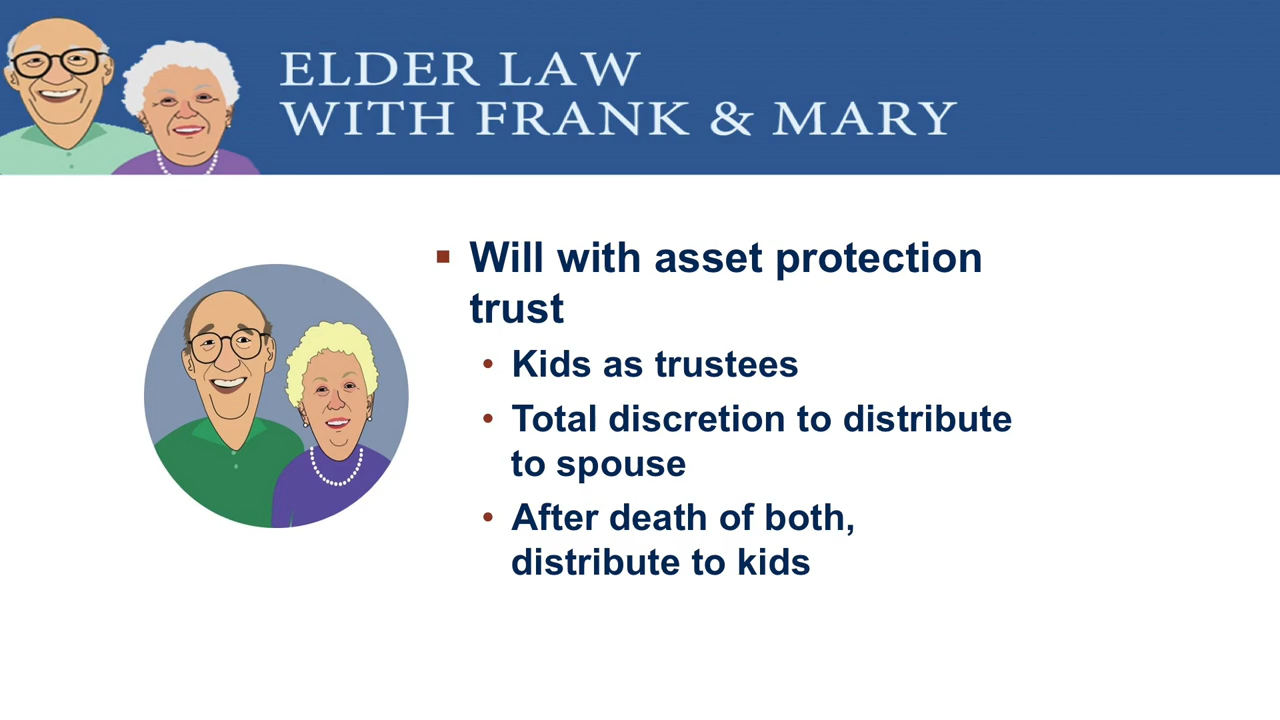 ELDER LAW
WITH FRANK & MARY
▪ Will with asset protection
trust
• Kids as trustees
• Total discretion to distribute
to spouse
• After death of both,
distribute to kids